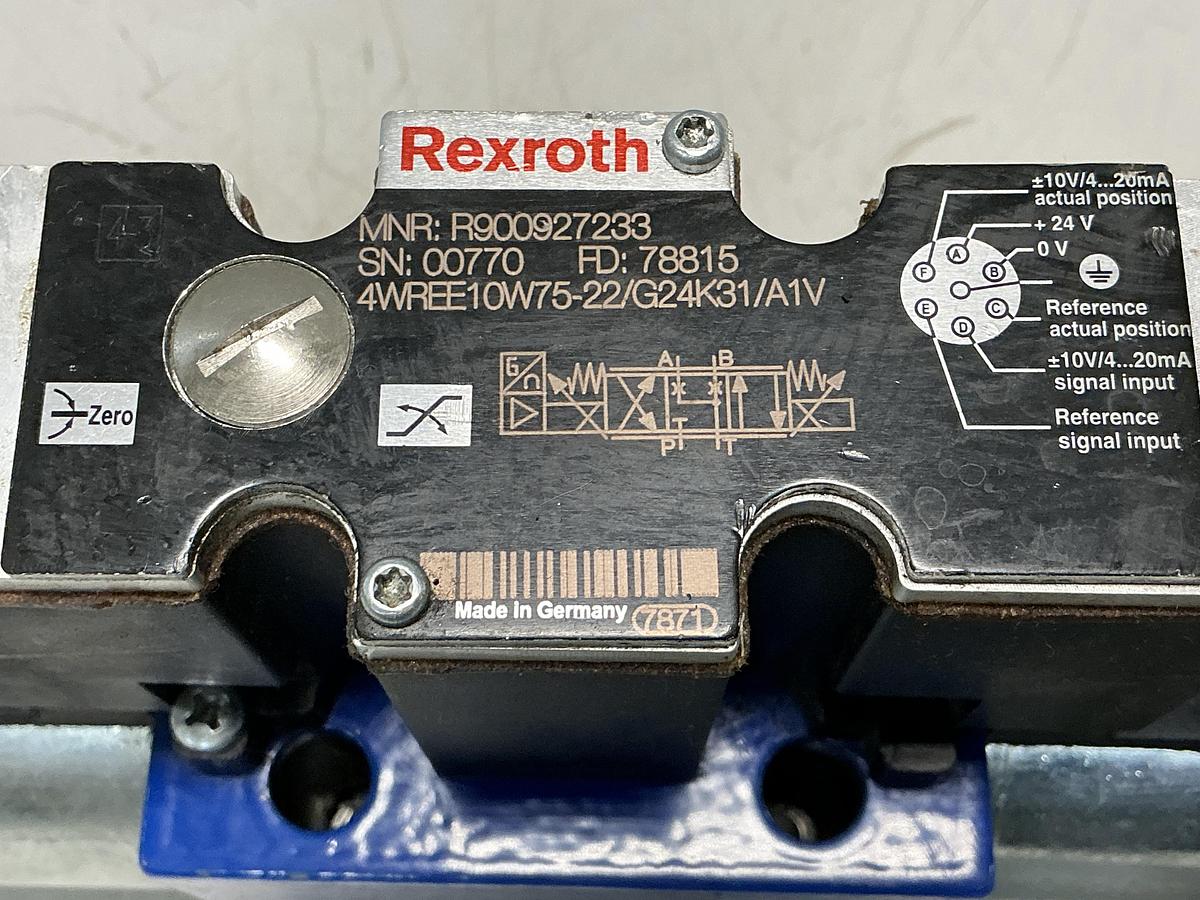 Rexroth
MNR: R900927233
SN: 00770 FD: 78815
4WREE10W75-22/G24K31/A1V
43
Zero
G
n
A B
P T
T
±10V/4...20mA
actual position
+ 24 V
0 V
A
F B
E C
D
Reference
actual position
±10V/4...20mA
signal input
Reference
signal input
Made in Germany 7871